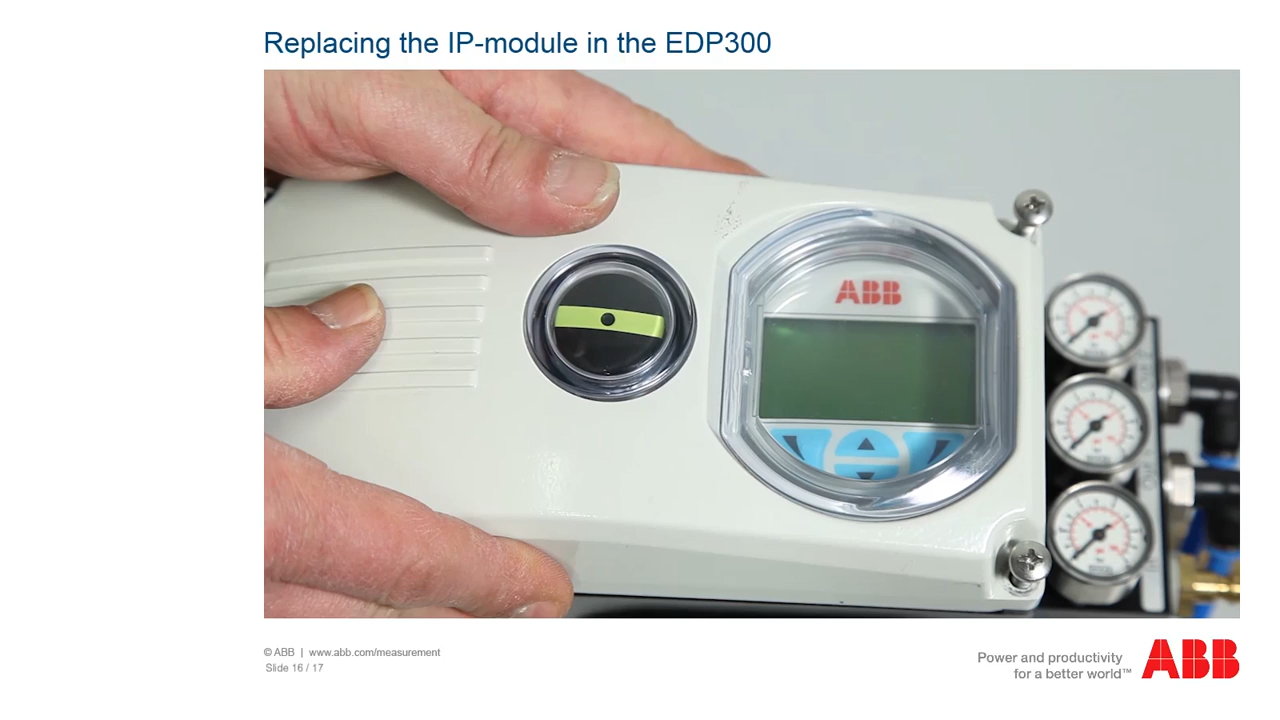 Replacing the IP-module in the EDP300
ABB
© ABB | www.abb.com/measurement
Slide 16 / 17
Power and productivity
for a better world™
ABB